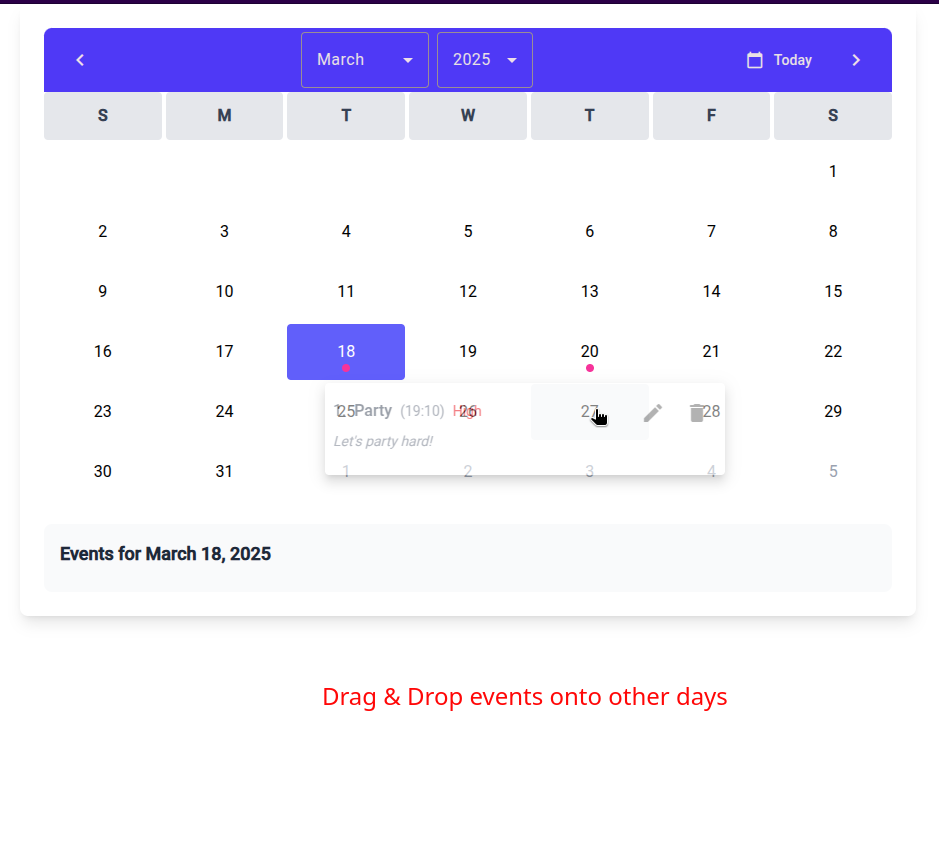 March 2025 Today
S M T W T F S
1
2 3 4 5 6 7 8
9 10 11 12 13 14 15
16 17 18 19 20 21 22
23 24 25 26 27 28 29
1. Party (19:10) High
Let's party hard!
30 31 1 2 3 4 5
Events for March 18, 2025
Drag & Drop events onto other days